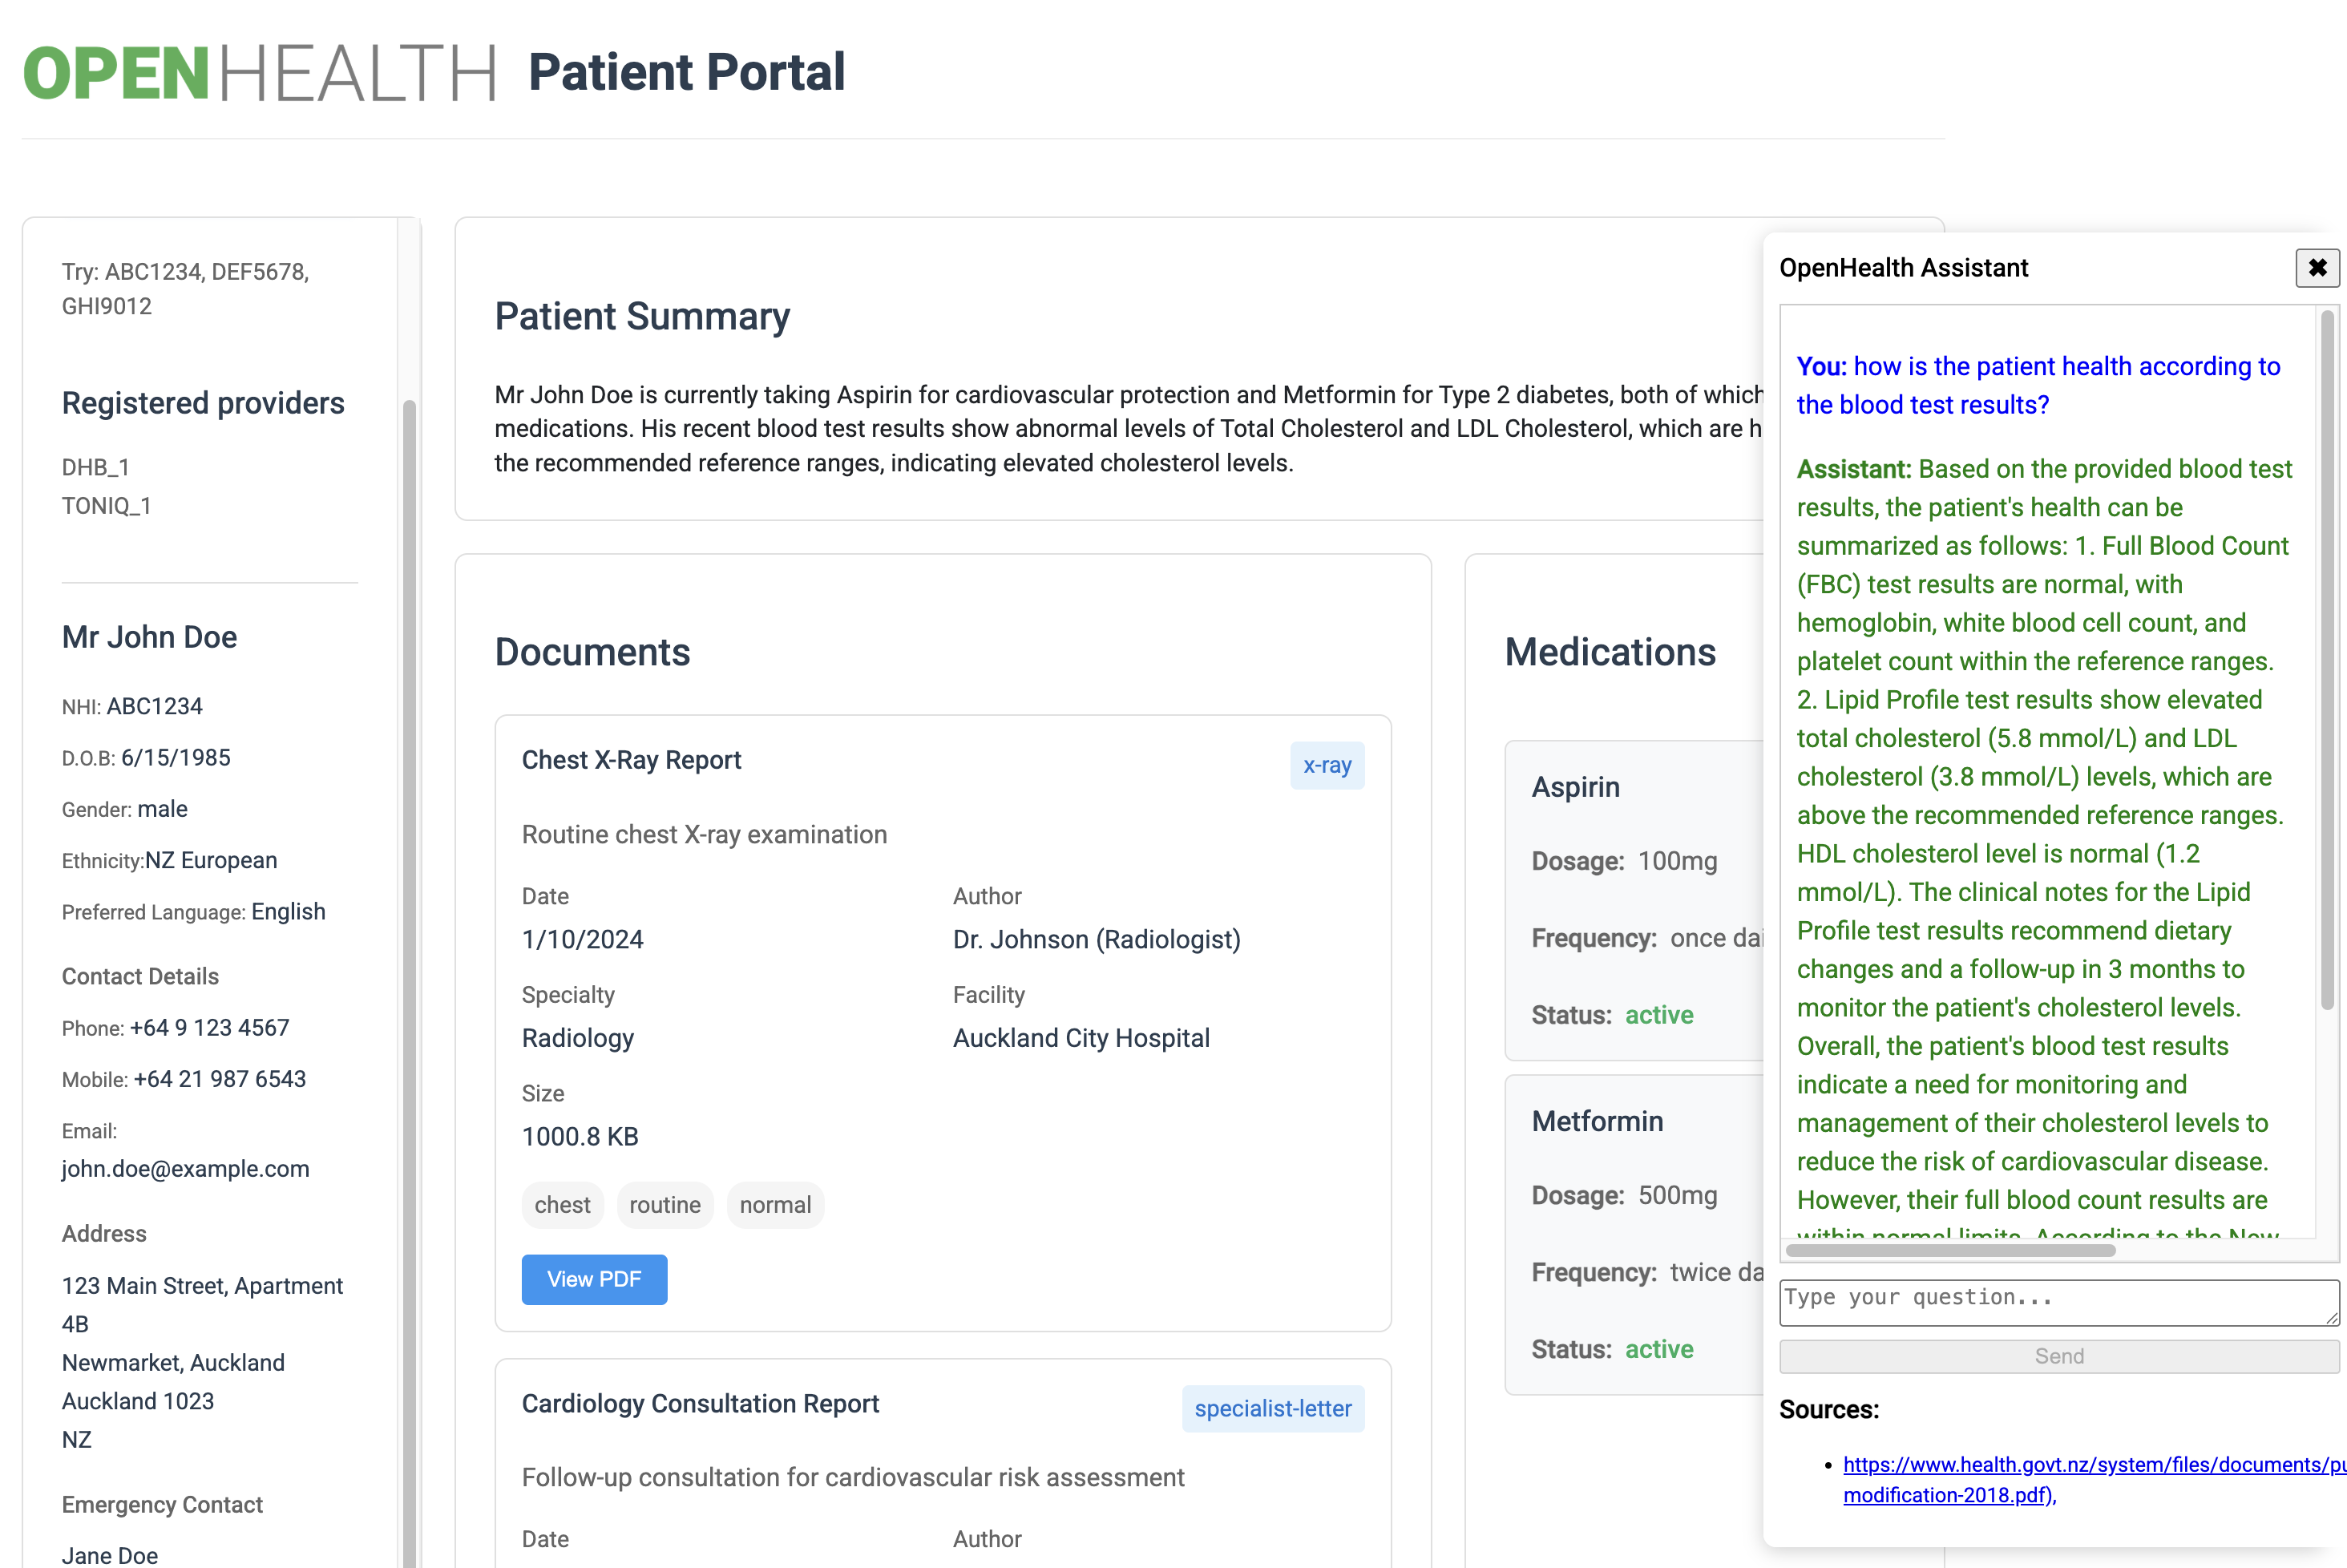 OPENHEALTH Patient Portal
Try: ABC1234, DEF5678,
GHI9012
Registered providers
DHB_1
TONIQ_1
Mr John Doe
NHI: ABC1234
D.O.B: 6/15/1985
Gender: male
Ethnicity:NZ European
Preferred Language: English
Contact Details
Phone: +64 9 123 4567
Mobile: +64 21 987 6543
Email:
john.doe@example.com
Address
123 Main Street, Apartment
4B
Newmarket, Auckland
Auckland 1023
NZ
Emergency Contact
Jane Doe
Patient Summary
Mr John Doe is currently taking Aspirin for cardiovascular protection and Metformin for Type 2 diabetes, both of which
medications. His recent blood test results show abnormal levels of Total Cholesterol and LDL Cholesterol, which are h
the recommended reference ranges, indicating elevated cholesterol levels.
Documents
Chest X-Ray Report
x-ray
Routine chest X-ray examination
Date
Author
1/10/2024
Dr. Johnson (Radiologist)
Specialty
Facility
Radiology
Auckland City Hospital
Size
1000.8 KB
chest
routine
normal
View PDF
Cardiology Consultation Report
specialist-letter
Follow-up consultation for cardiovascular risk assessment
Date
Author
Medications
Aspirin
Dosage: 100mg
Frequency: once dai
Status: active
Metformin
Dosage: 500mg
Frequency: twice da
Status: active
OpenHealth Assistant
✖
You: how is the patient health according to
the blood test results?
Assistant: Based on the provided blood test
results, the patient's health can be
summarized as follows: 1. Full Blood Count
(FBC) test results are normal, with
hemoglobin, white blood cell count, and
platelet count within the reference ranges.
2. Lipid Profile test results show elevated
total cholesterol (5.8 mmol/L) and LDL
cholesterol (3.8 mmol/L) levels, which are
above the recommended reference ranges.
HDL cholesterol level is normal (1.2
mmol/L). The clinical notes for the Lipid
Profile test results recommend dietary
changes and a follow-up in 3 months to
monitor the patient's cholesterol levels.
Overall, the patient's blood test results
indicate a need for monitoring and
management of their cholesterol levels to
reduce the risk of cardiovascular disease.
However, their full blood count results are
within normal limits. According to the New
Type your question...
Send
Sources:
• https://www.health.govt.nz/system/files/documents/pu
modification-2018.pdf),